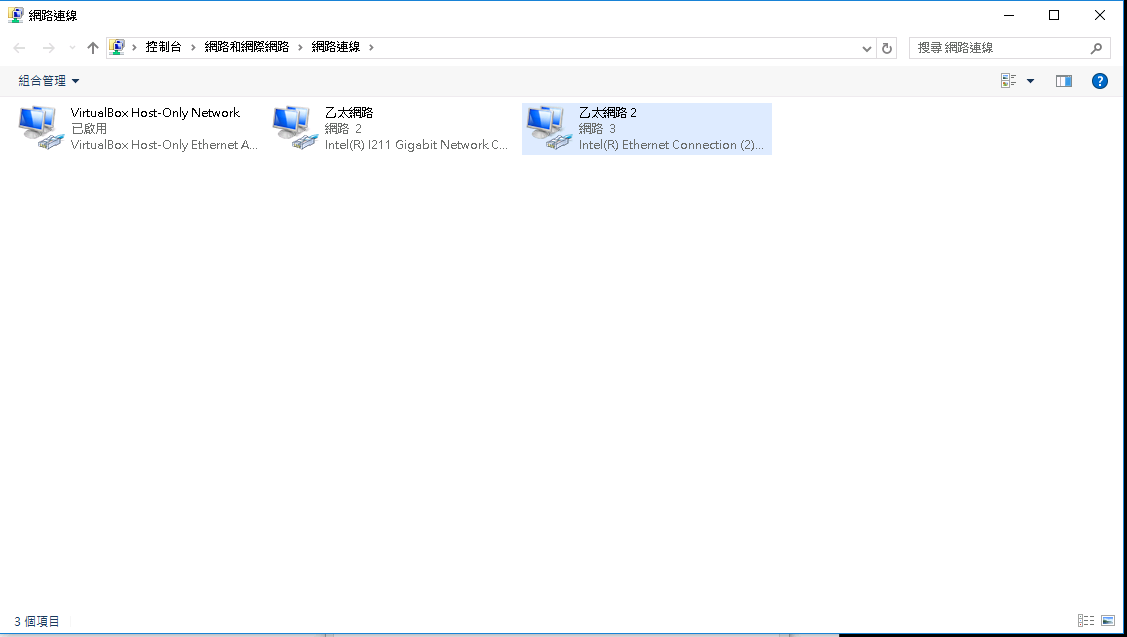 網路連線
控制台 網路和網際網路 網路連線
搜尋 網路連線
組合管理
VirtualBox Host-Only Network
已啟用
VirtualBox Host-Only Ethernet A...
乙太網路
網路 2
Intel(R) I211 Gigabit Network C...
乙太網路 2
網路 3
Intel(R) Ethernet Connection (2)...
3 個項目